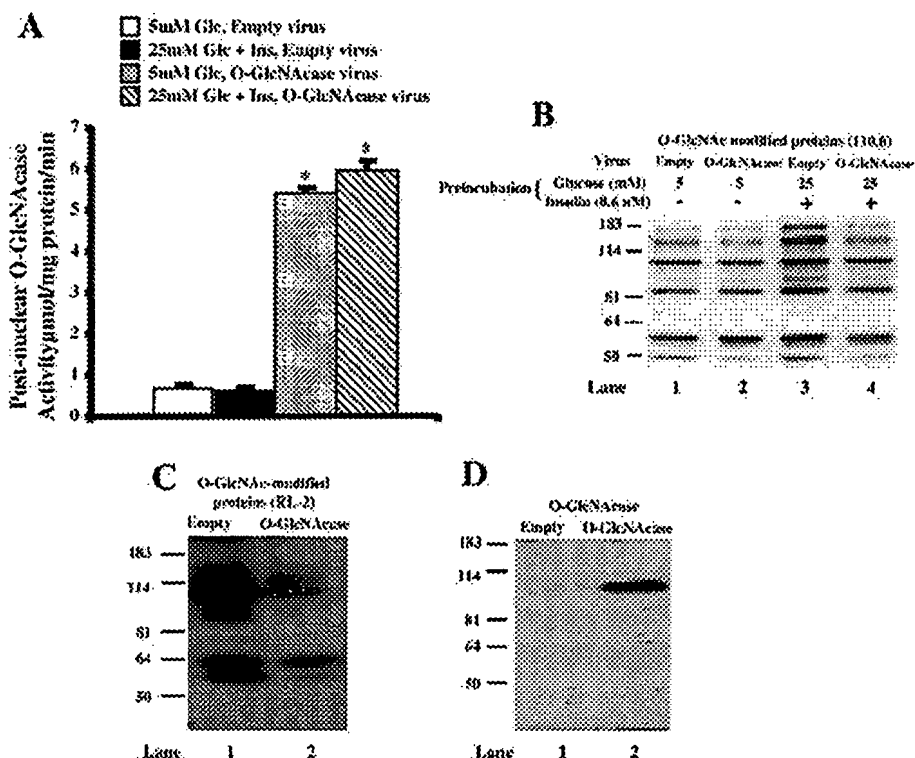 A
5mM Glc, Empty virus
25mM Glc + Ins, Empty virus
5mM Glc, O-GlcNAcase virus
25mM Glc + Ins, O-GlcNAcase virus
Post-nuclear O-GlcNAcase
Activityμmol/mg protein/min
7
6
5
4
3
2
1
0
*
*
B
O-GlcNAc modified proteins (110.6)
Virus Empty O-GlcNAcase Empty O-GlcNAcase
Preincubation { Glucose (mM) 5 5 25 25
Insulin (0.6 nM) - - + +
183
114
81
64
50
Lane 1 2 3 4
C
O-GlcNAc-modified
proteins (RL-2)
Empty O-GlcNAcase
183
114
81
64
50
Lane 1 2
D
O-GlcNAcase
Empty O-GlcNAcase
183
114
81
64
50
Lane 1 2